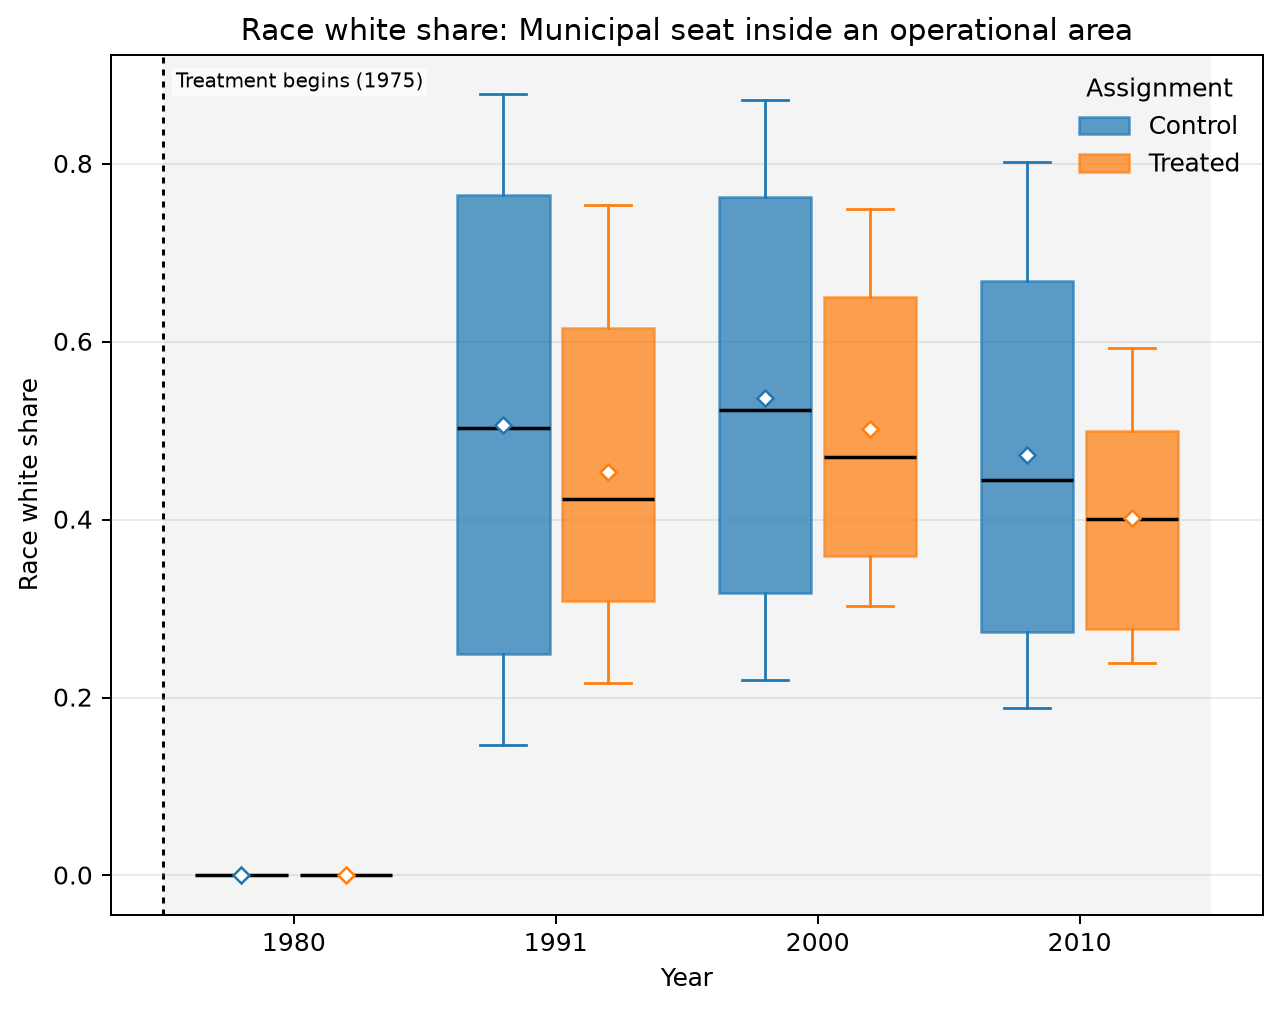 Race white share: Municipal seat inside an operational area
Treatment begins (1975)
Assignment
Control
Treated
0.8
0.6
0.4
0.2
0.0
Race white share
1980
1991
2000
2010
Year